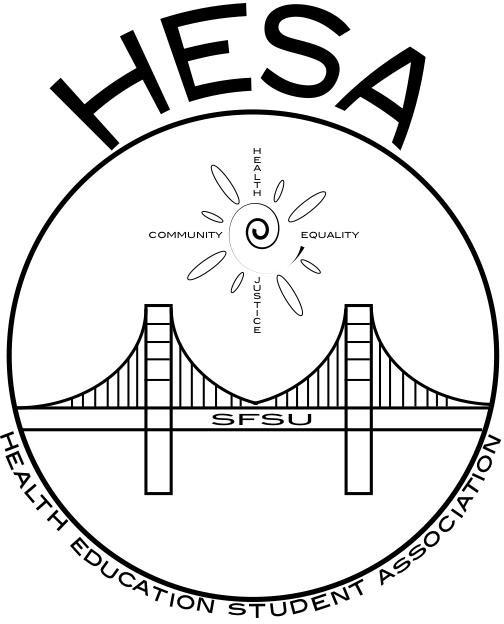 HESA
HEALTH
COMMUNITY
EQUALITY
JUSTICE
SFSU
HEALTH EDUCATION STUDENT ASSOCIATION